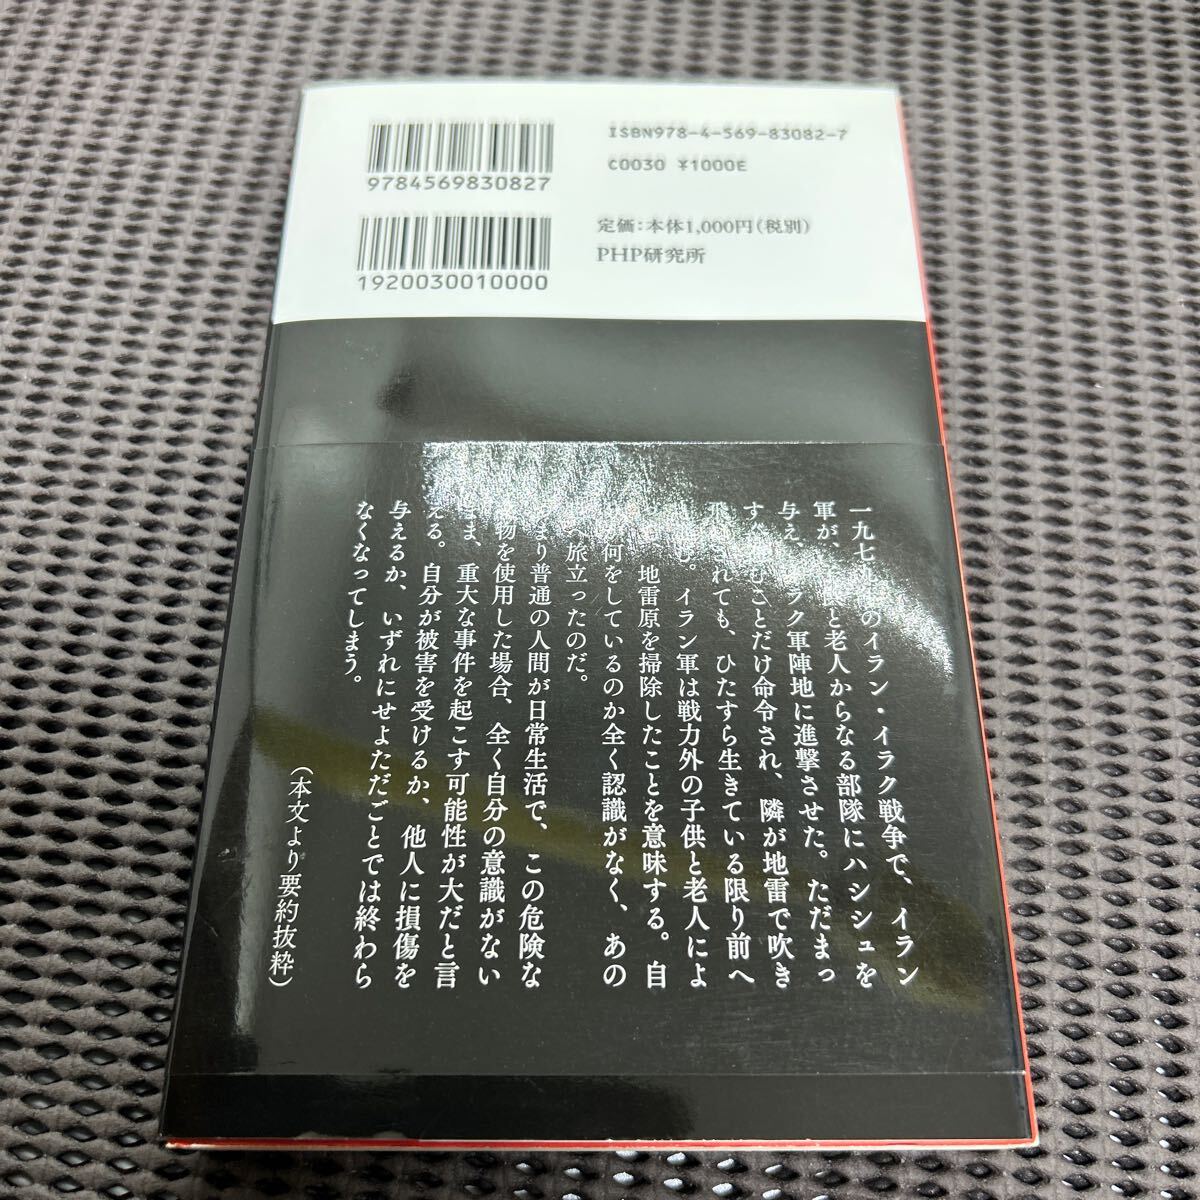 ISBN978-4-569-83082-7
C0030 ¥1000E
9784569830827
定価:本体1,000円(税別)
PHP研究所
1920030010000
一九七九年のイラン・イラク戦争で、イラン
軍が、と老人からなる部隊にハシシュを
与え、ラク軍陣地に進撃させた。ただまっ
すむことだけ命令され、隣が地雷で吹き
飛されても、ひたすら生きている限り前へ
む。イラン軍は戦力外の子供と老人によ
地雷原を掃除したことを意味する。自
何をしているのか全く認識がなく、あの
旅立ったのだ。
まり普通の人間が日常生活で、この危険な
物を使用した場合、全く自分の意識がない
ま、重大な事件を起こす可能性が大だと言
える。自分が被害を受けるか、他人に損傷を
与えるか、いずれにせよただごとでは終わら
なくなってしまう。
(本文より要約抜粋)